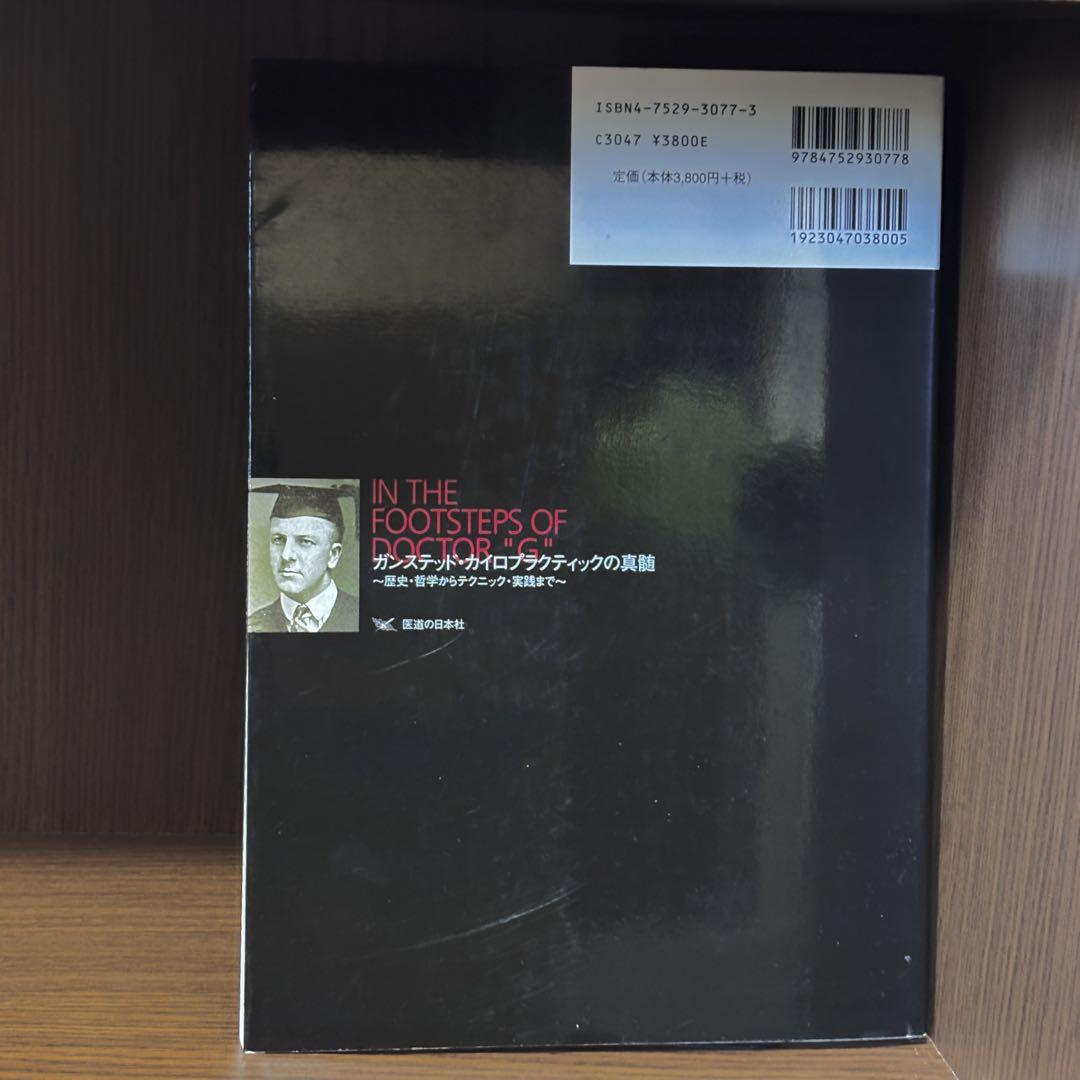 ISBN4-7529-3077-3
C3047 ¥3800E
定価(本体3,800円+税)
9784752930778
1923047038005
IN THE
FOOTSTEPS OF
DOCTOR "G"
ガンステッド・カイロプラクティックの真髄
〜歴史・哲学からテクニック・実践まで〜
医道の日本社